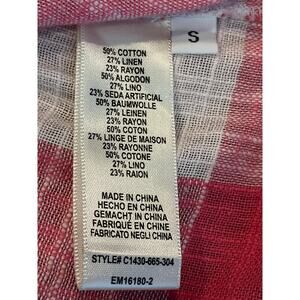 S
50% COTTON
27% LINEN
23% RAYON
50% ALGODON
27% LINO
23% SEDA ARTIFICIAL
50% BAUMWOLLE
27% LEINEN
23% RAYON
50% COTON
27% LINGE DE MAISON
23% RAYONNE
50% COTONE
27% LINO
23% RAION
MADE IN CHINA
HECHO EN CHINA
GEMACHT IN CHINA
FABRIQUÉ EN CHINE
FABRICATO NEGLI CHINA
STYLE# C1430-665-304
EM16180-2